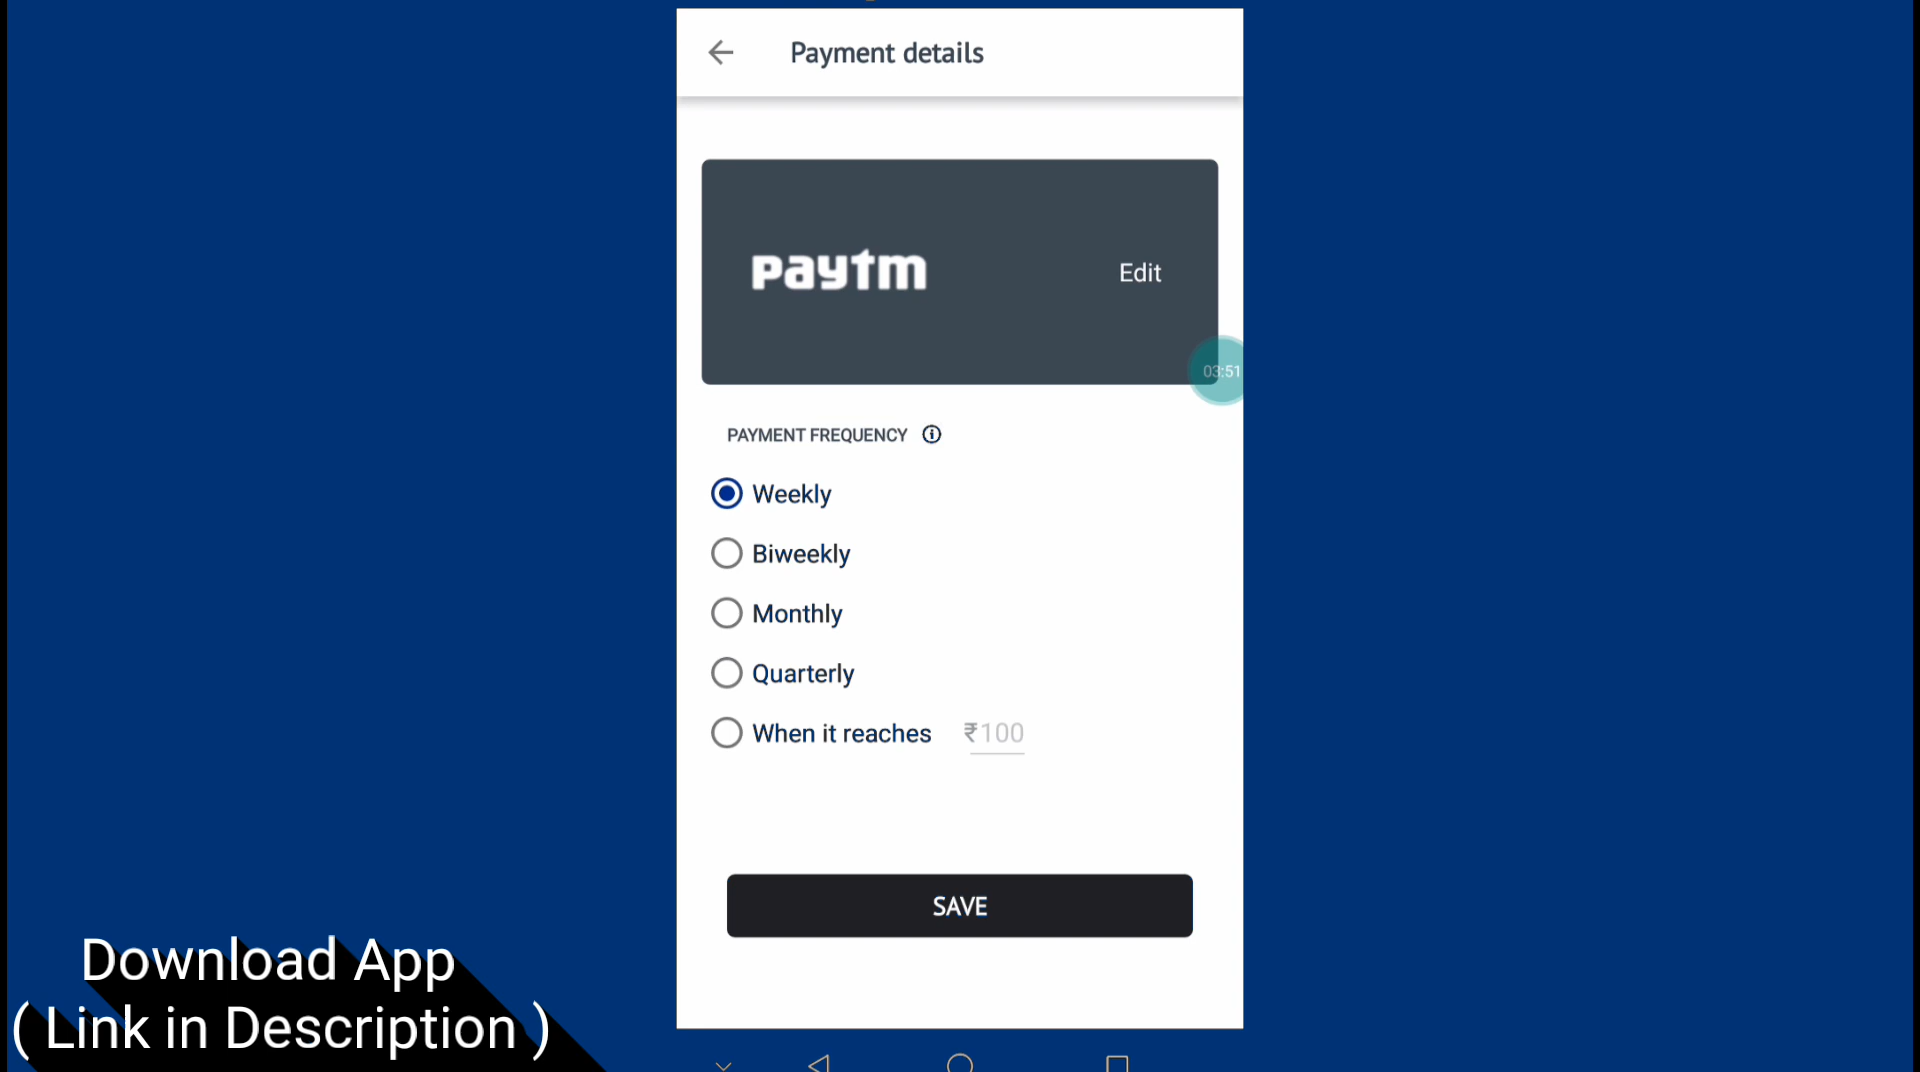 Payment details
paytm
Edit
03:51
PAYMENT FREQUENCY
Weekly
Biweekly
Monthly
Quarterly
When it reaches ₹100
SAVE
Download App
( Link in Description )